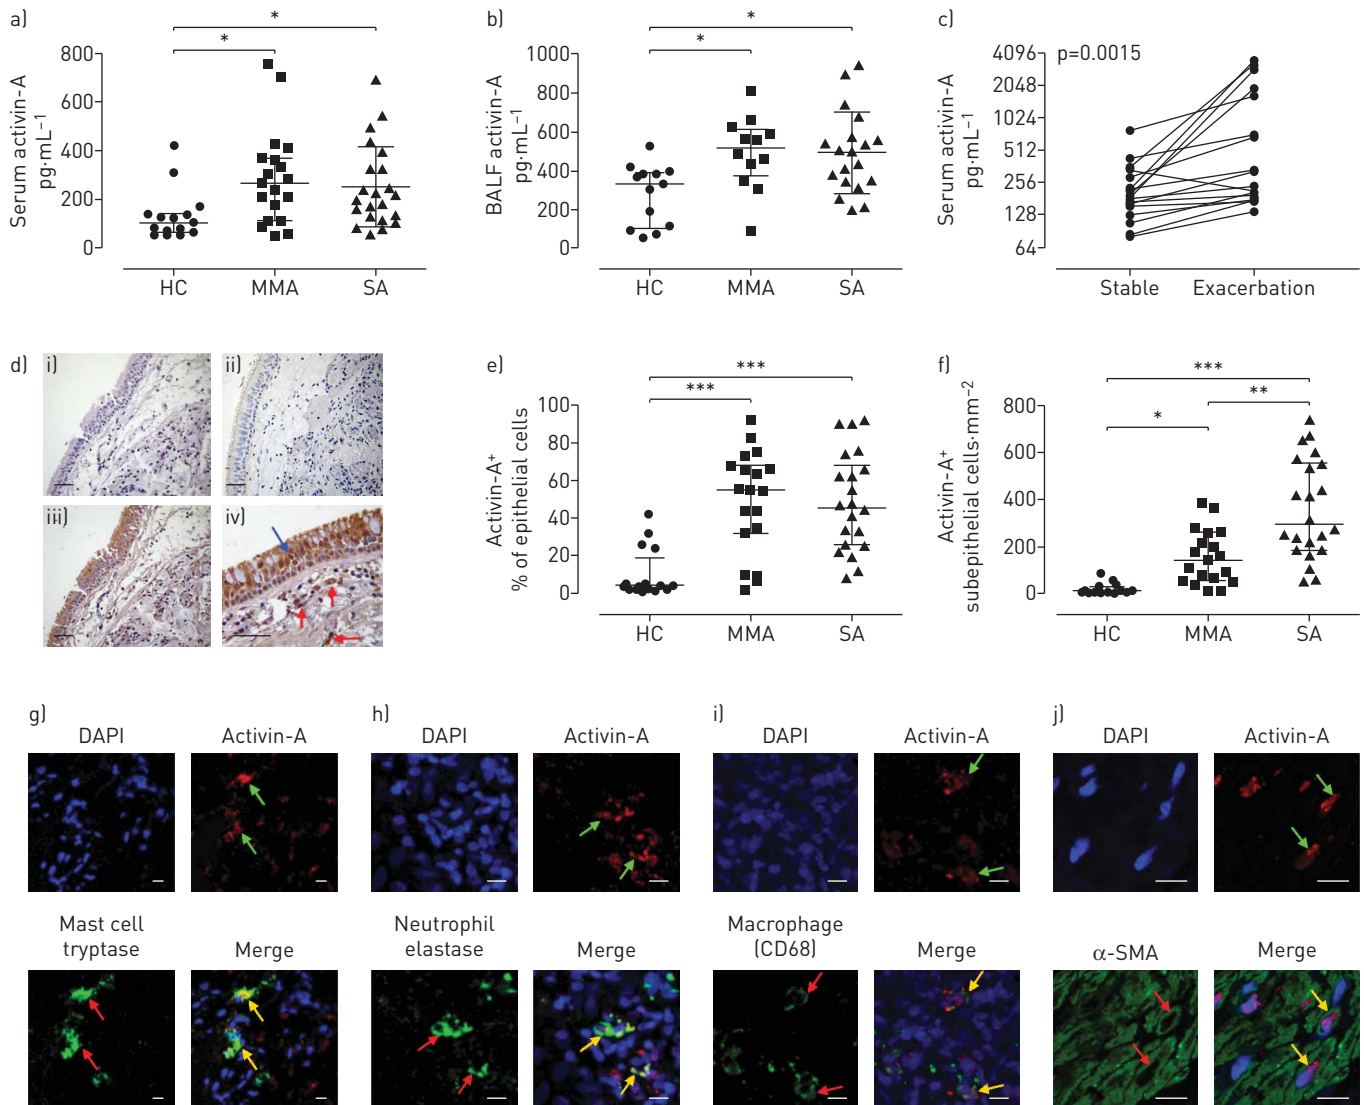 a)
*
*
Serum activin-A
pg·mL⁻¹
800
600
400
200
0
HC MMA SA
b)
*
*
BALF activin-A
pg·mL⁻¹
1000
800
600
400
200
0
HC MMA SA
c)
p=0.0015
Serum activin-A
pg·mL⁻¹
4096
2048
1024
512
256
128
64
Stable Exacerbation
d) i) ii)
iii) iv)
e)
***
***
Activin-A⁺
% of epithelial cells
100
80
60
40
20
0
HC MMA SA
f)
***
**
*
Activin-A⁺
subepithelial cells·mm⁻²
800
600
400
200
0
HC MMA SA
g)
DAPI Activin-A
Mast cell
tryptase Merge
h)
DAPI Activin-A
Neutrophil
elastase Merge
i)
DAPI Activin-A
Macrophage
(CD68) Merge
j)
DAPI Activin-A
α-SMA Merge